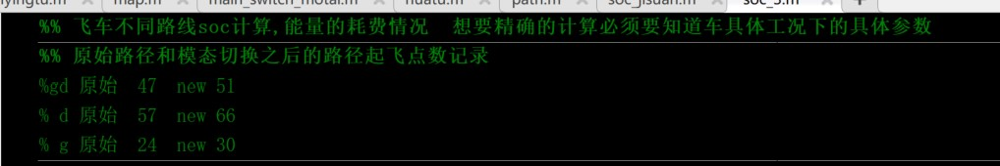 map.m main_switch_motai.m huatu.m path.m soc_jisuan.m soc_3.m
%% 飞车不同路线soc计算,能量的耗费情况 想要精确的计算必须要知道车具体工况下的具体参数
%% 原始路径和模态切换之后的路径起飞点数记录
%gd 原始 47 new 51
% d 原始 57 new 66
% g 原始 24 new 30